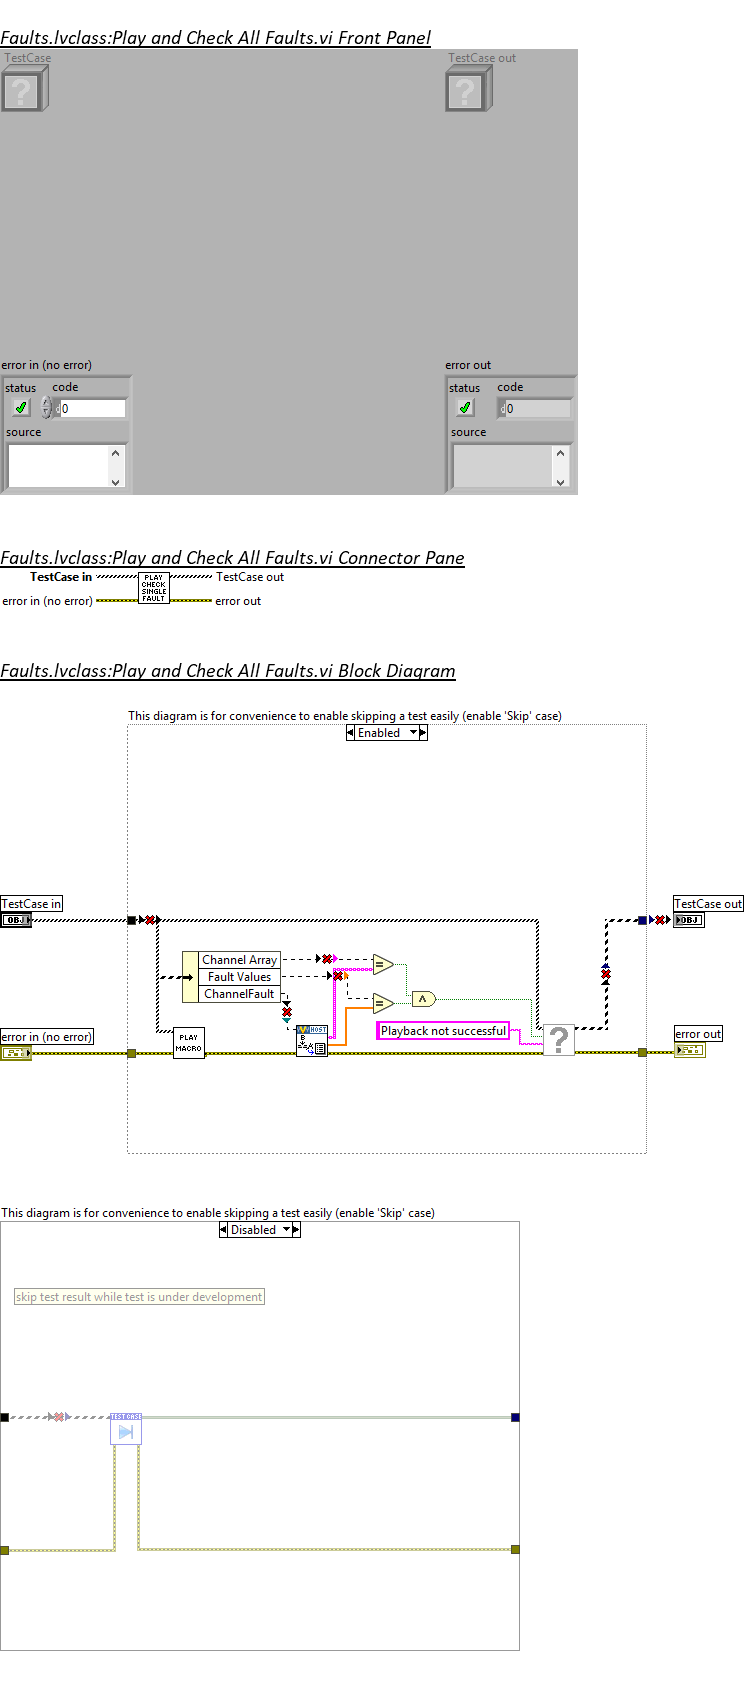 Faults.lvclass:Play and Check All Faults.vi Front Panel
TestCase
TestCase out
?
?
error in (no error)
error out
status
code
status
code
d
0
d
0
source
source
Faults.lvclass:Play and Check All Faults.vi Connector Pane
TestCase in
PLAY
CHECK
SINGLE
FAULT
TestCase out
error in (no error)
error out
Faults.lvclass:Play and Check All Faults.vi Block Diagram
This diagram is for convenience to enable skipping a test easily (enable 'Skip' case)
Enabled
TestCase in
TestCase out
OBJ
OBJ
Channel Array
Fault Values
ChannelFault
=
=
∧
error in (no error)
PLAY
MACRO
V HOST
B
Playback not successful
?
error out
This diagram is for convenience to enable skipping a test easily (enable 'Skip' case)
Disabled
skip test result while test is under development
TEST CASE